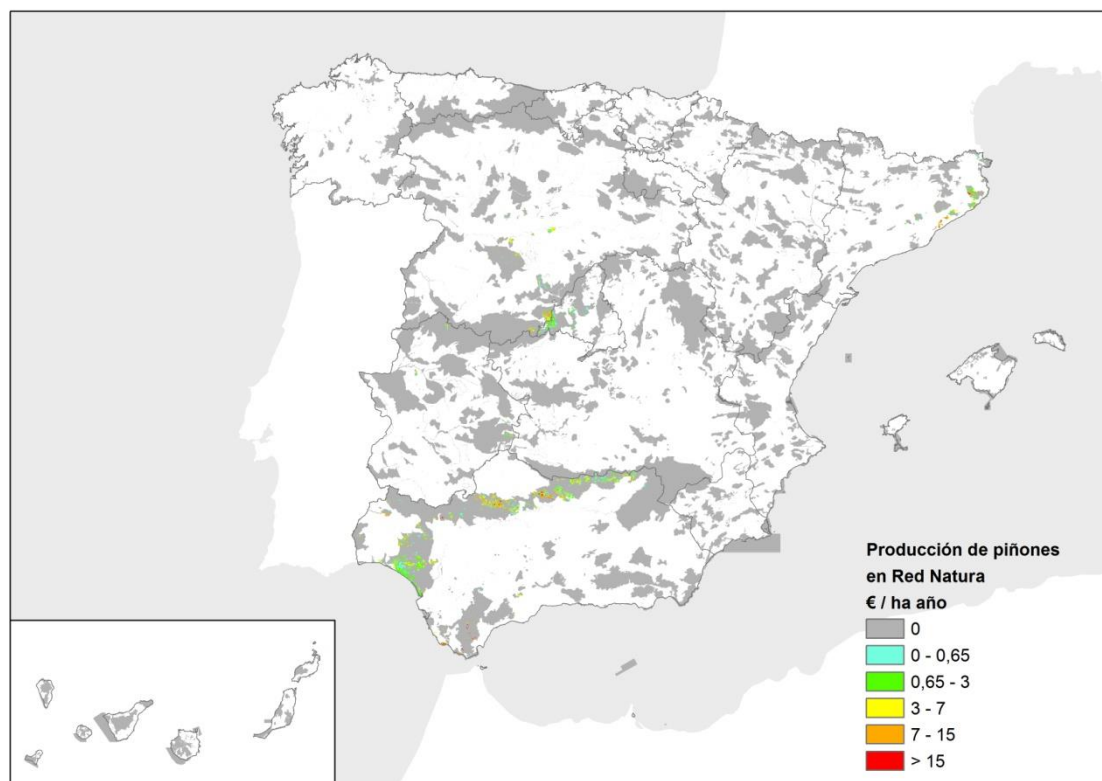 Producción de piñones
en Red Natura
€ / ha año
0
0 - 0,65
0,65 - 3
3 - 7
7 - 15
> 15